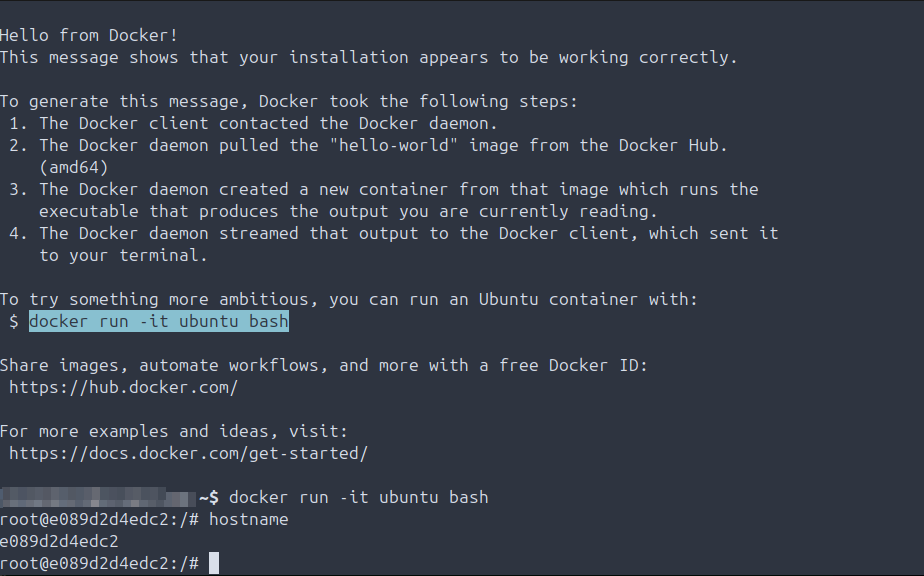 Hello from Docker!
This message shows that your installation appears to be working correctly.
To generate this message, Docker took the following steps:
1. The Docker client contacted the Docker daemon.
2. The Docker daemon pulled the "hello-world" image from the Docker Hub.
(amd64)
3. The Docker daemon created a new container from that image which runs the
executable that produces the output you are currently reading.
4. The Docker daemon streamed that output to the Docker client, which sent it
to your terminal.
To try something more ambitious, you can run an Ubuntu container with:
$ docker run -it ubuntu bash
Share images, automate workflows, and more with a free Docker ID:
https://hub.docker.com/
For more examples and ideas, visit:
https://docs.docker.com/get-started/
~$ docker run -it ubuntu bash
root@e089d2d4edc2:/# hostname
e089d2d4edc2
root@e089d2d4edc2:/#